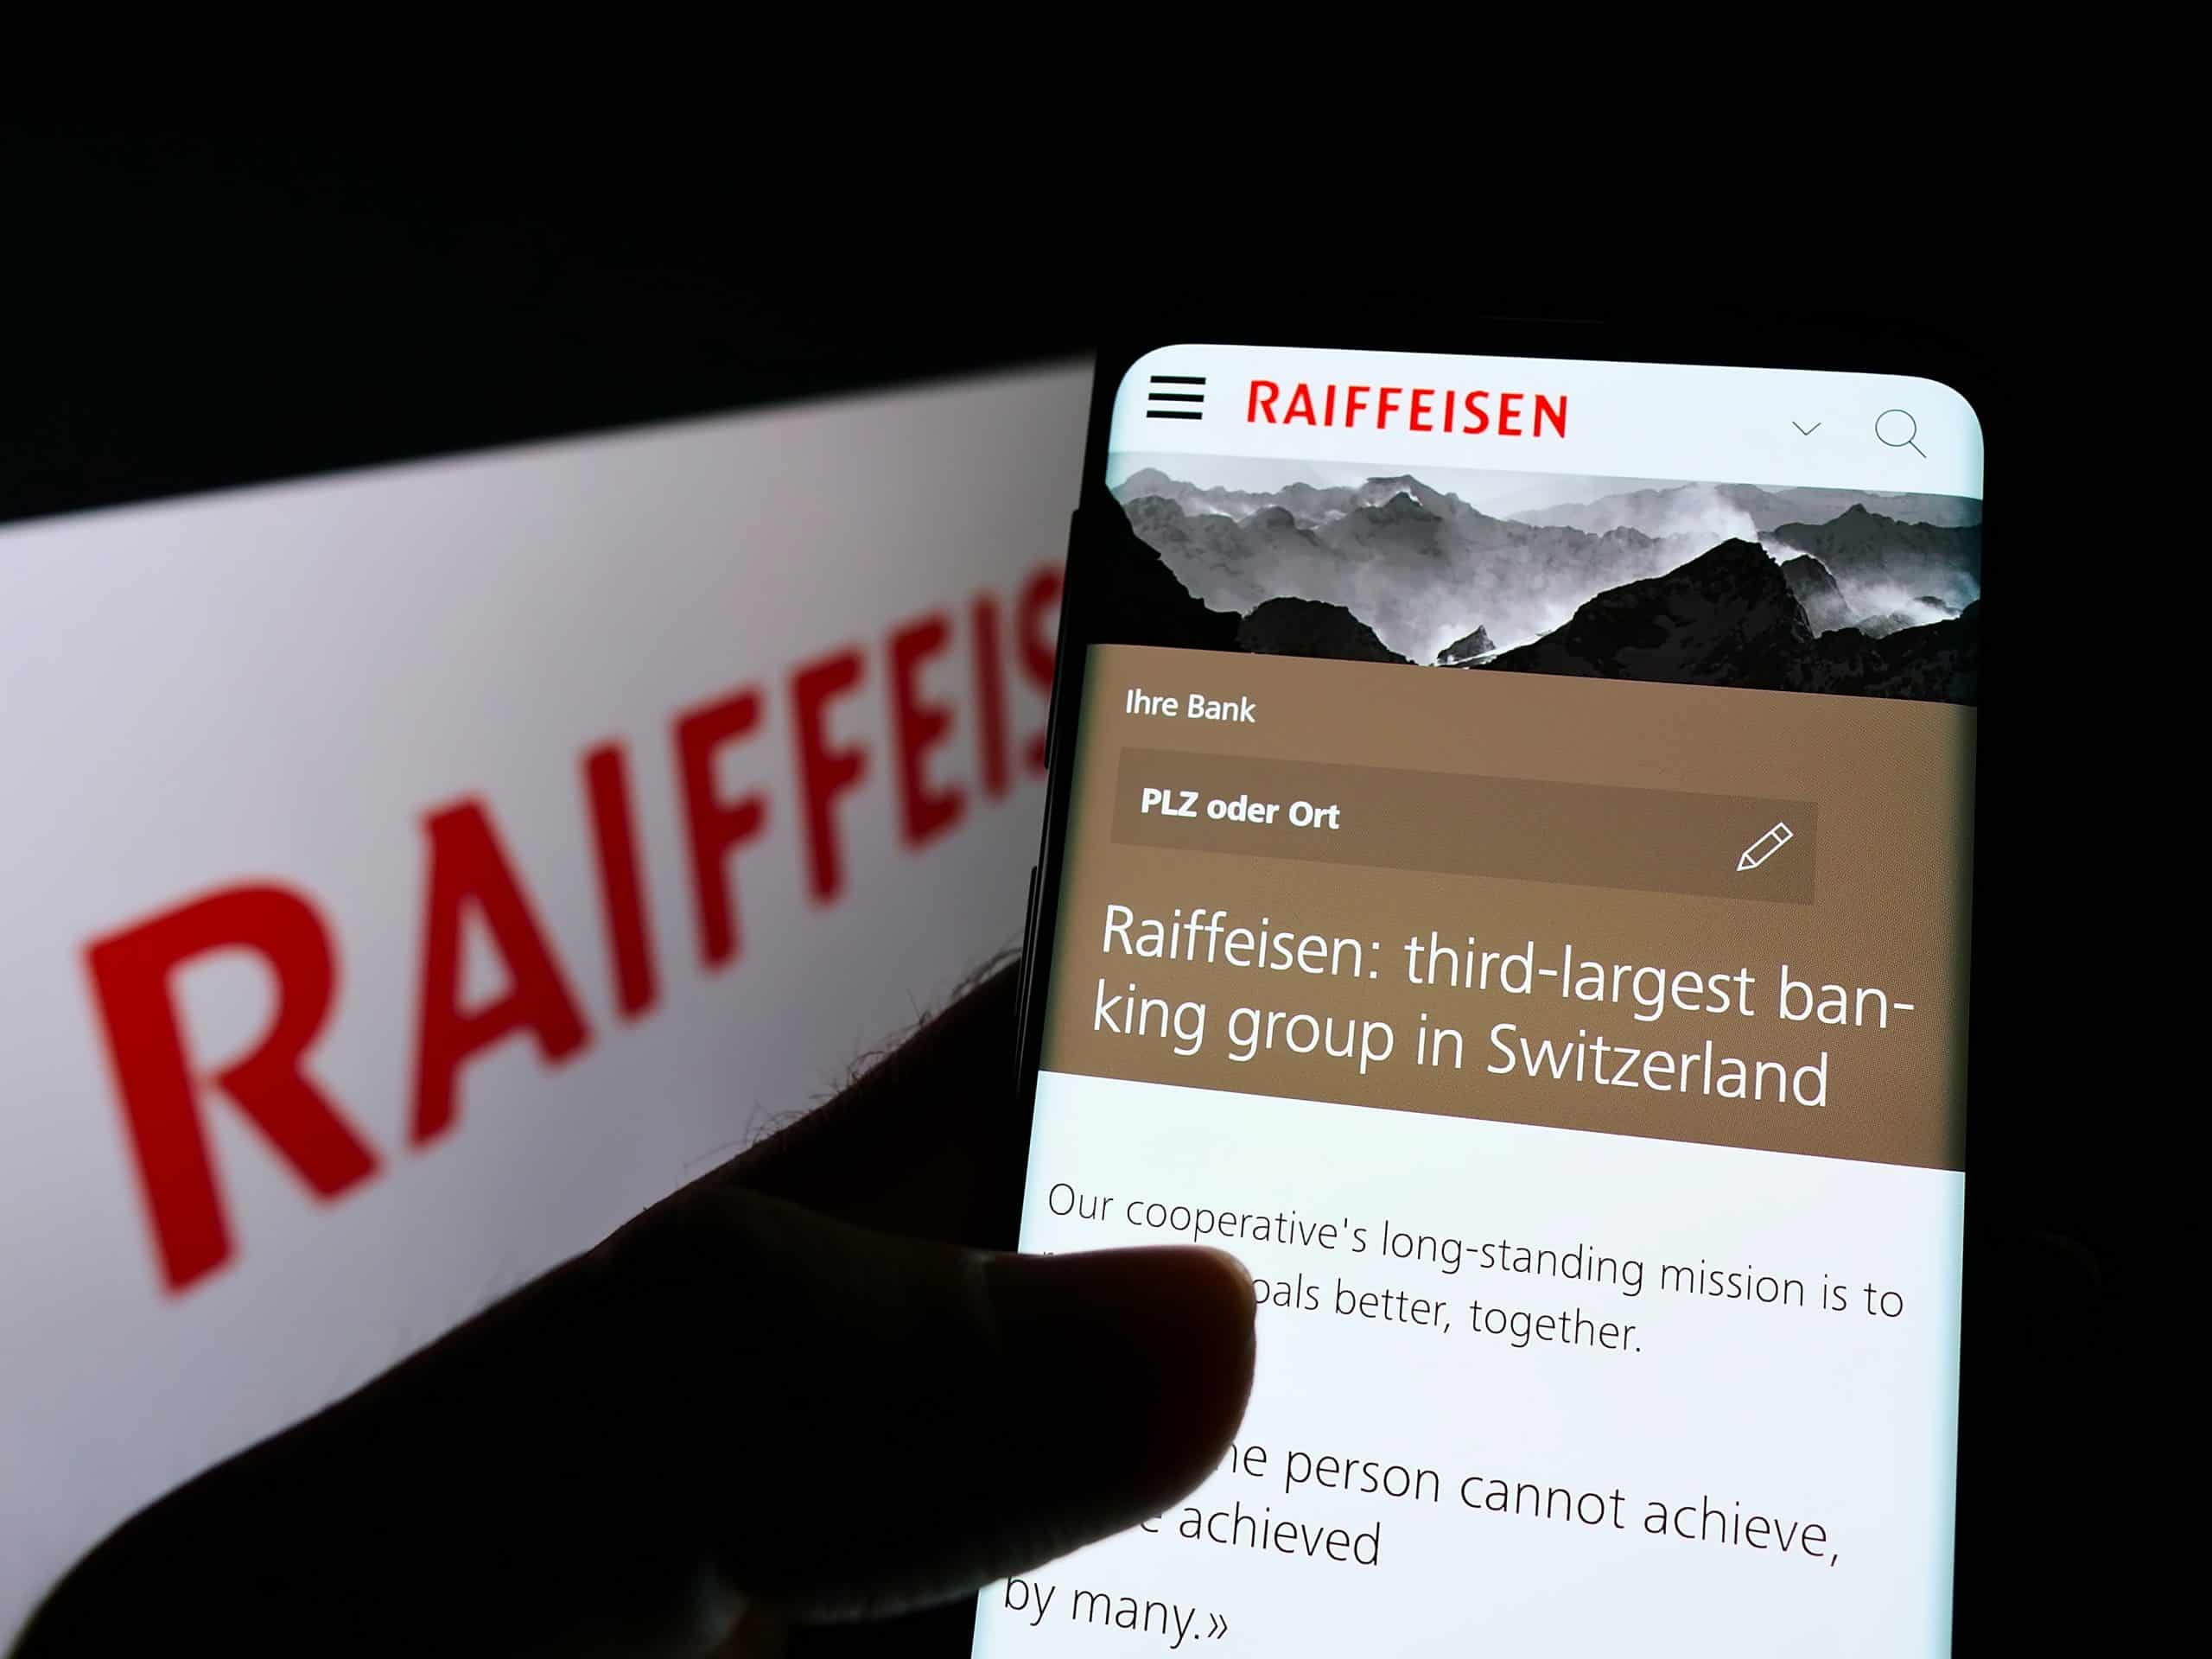 RAIFFEIS
RAIFFEISEN
Ihre Bank
PLZ oder Ort
Raiffeisen: third-largest ban-
king group in Switzerland
Our cooperative's long-standing mission is to
better, together.
person cannot achieve,
achieved
by many.»